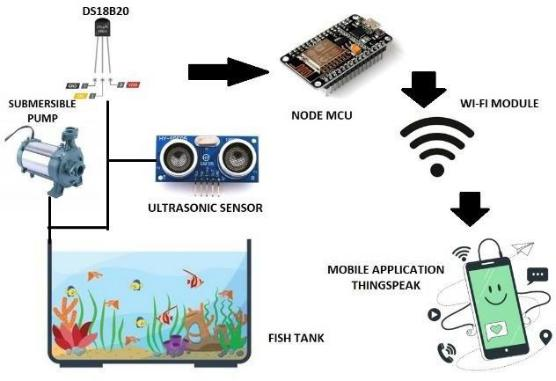 DS18B20
SUBMERSIBLE
PUMP
NODE MCU
WI-FI MODULE
ULTRASONIC SENSOR
MOBILE APPLICATION
THINGSPEAK
FISH TANK